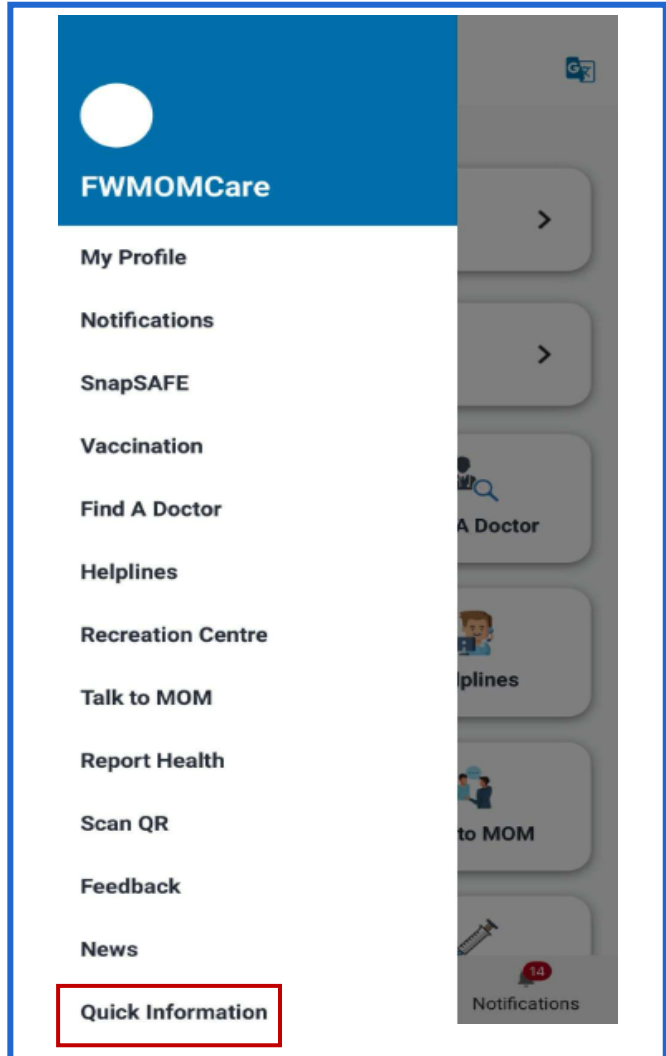 FWMOMCare
My Profile
Notifications
SnapSAFE
Vaccination
Find A Doctor
Helplines
Recreation Centre
Talk to MOM
Report Health
Scan QR
Feedback
News
Quick Information
G
A Doctor
lplines
to MOM
14
Notifications